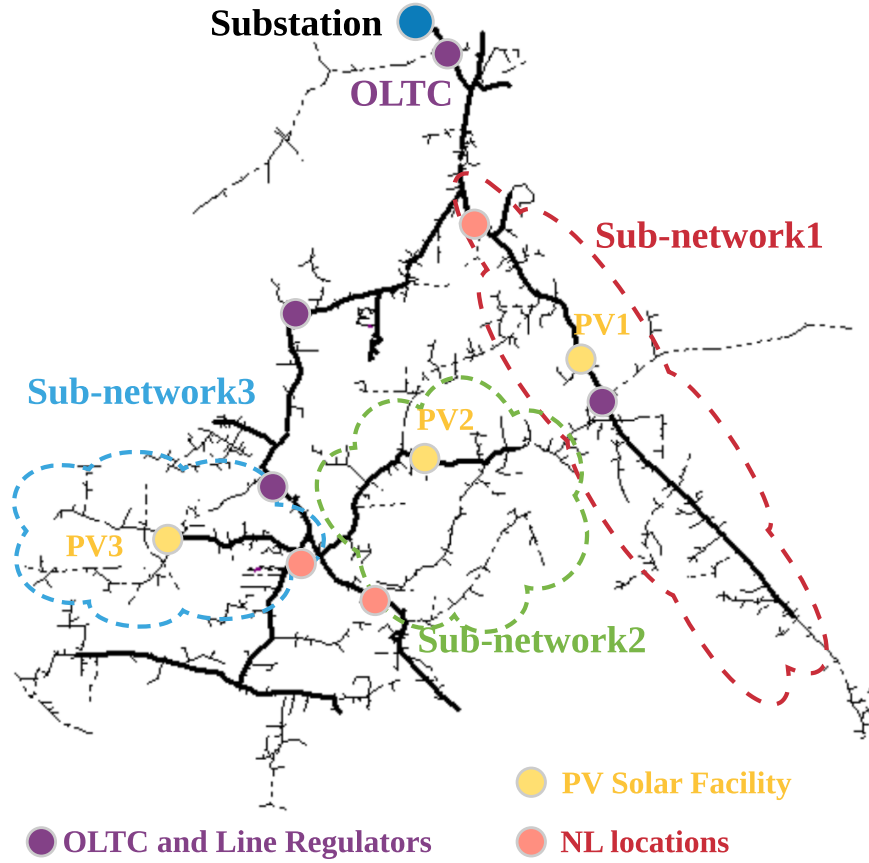 Substation
OLTC
Sub-network1
PV1
Sub-network3
PV2
PV3
Sub-network2
PV Solar Facility
OLTC and Line Regulators
NL locations